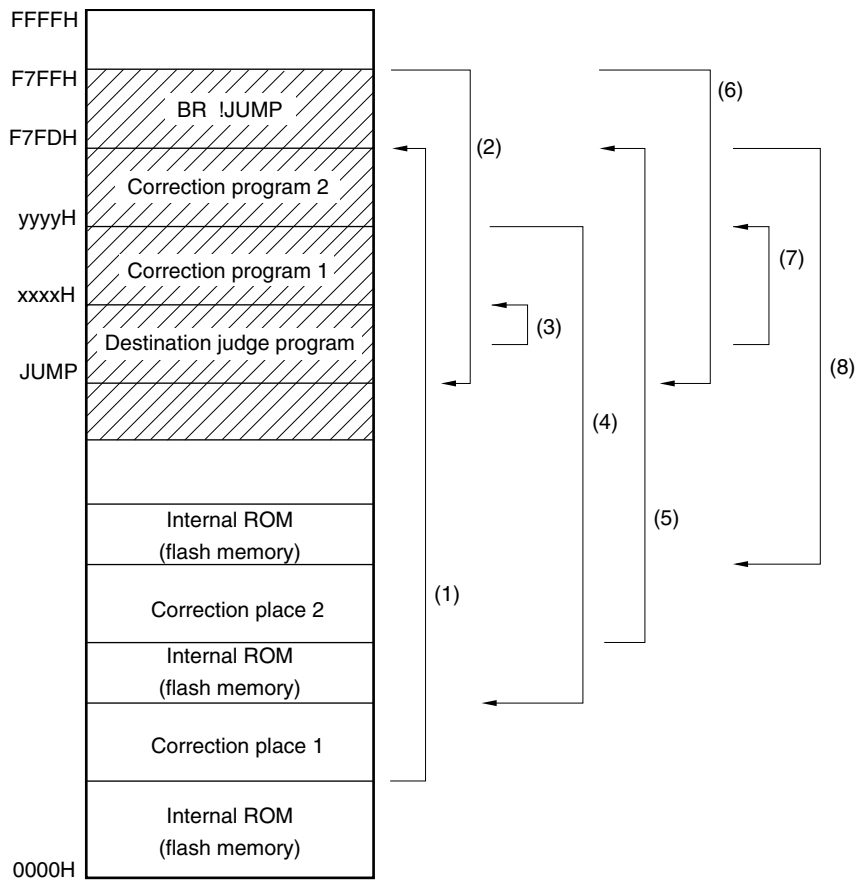 FFFFH
F7FFH
BR !JUMP
(6)
F7FDH
(2)
Correction program 2
yyyyH
Correction program 1
(7)
xxxxH
(3)
Destination judge program
JUMP
(8)
(4)
Internal ROM
(flash memory)
(5)
(1)
Correction place 2
Internal ROM
(flash memory)
Correction place 1
Internal ROM
(flash memory)
0000H